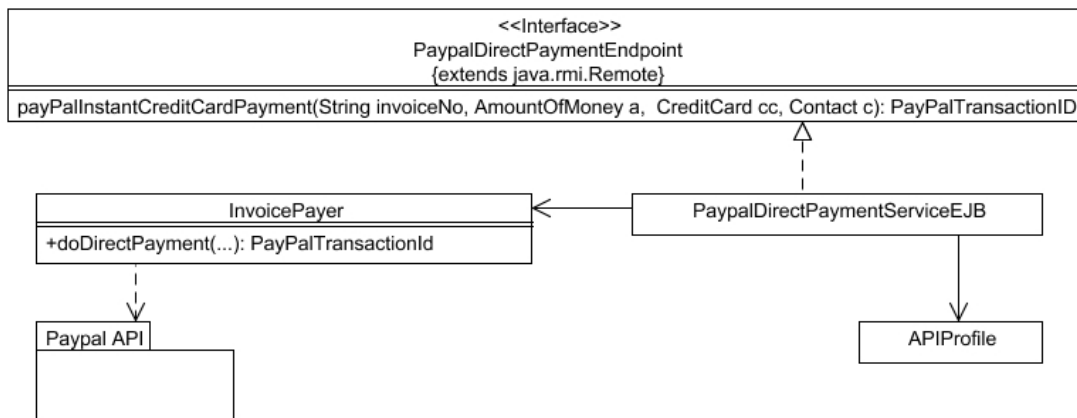 <<Interface>>
PaypalDirectPaymentEndpoint
{extends java.rmi.Remote}
payPalInstantCreditCardPayment(String invoiceNo, AmountOfMoney a, CreditCard cc, Contact c): PayPalTransactionID
InvoicePayer
PaypalDirectPaymentServiceEJB
+doDirectPayment(...): PayPalTransactionId
Paypal API
APIProfile